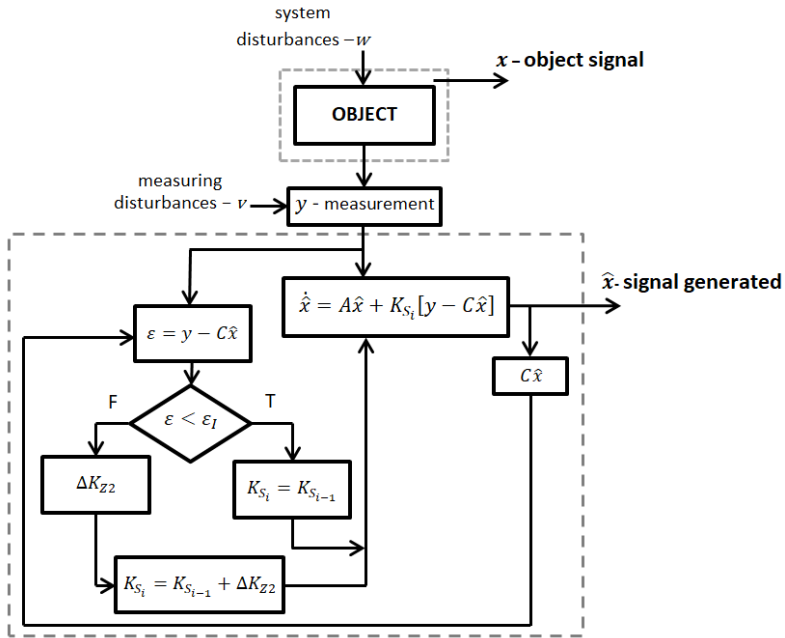 system
disturbances – w
x – object signal
OBJECT
measuring
disturbances – v
y - measurement
x̂- signal generated
ẋ̂ = Ax̂ + K_{S_i}[y − Cx̂]
ε = y − Cx̂
Cx̂
F
T
ε < ε_I
ΔK_{Z2}
K_{S_i} = K_{S_{i−1}}
K_{S_i} = K_{S_{i−1}} + ΔK_{Z2}